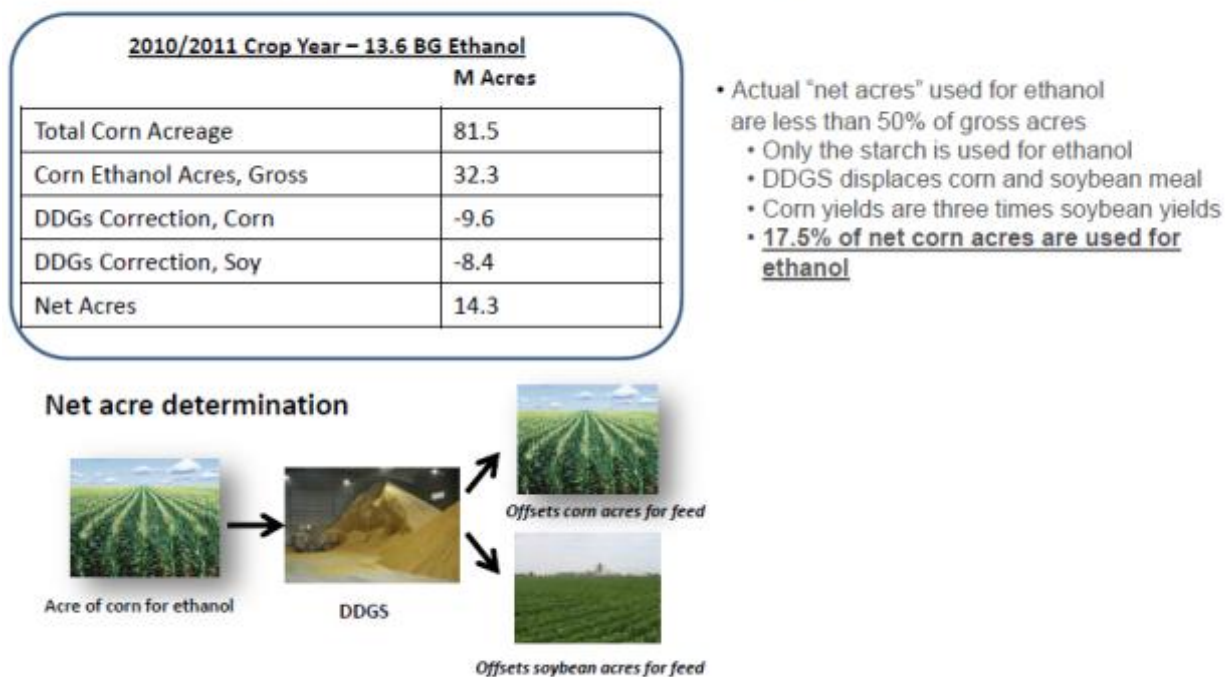 2010/2011 Crop Year – 13.6 BG Ethanol
M Acres
Total Corn Acreage 81.5
Corn Ethanol Acres, Gross 32.3
DDGs Correction, Corn -9.6
DDGs Correction, Soy -8.4
Net Acres 14.3
• Actual “net acres” used for ethanol
are less than 50% of gross acres
• Only the starch is used for ethanol
• DDGS displaces corn and soybean meal
• Corn yields are three times soybean yields
• 17.5% of net corn acres are used for
ethanol
Net acre determination
Acre of corn for ethanol
DDGS
Offsets corn acres for feed
Offsets soybean acres for feed